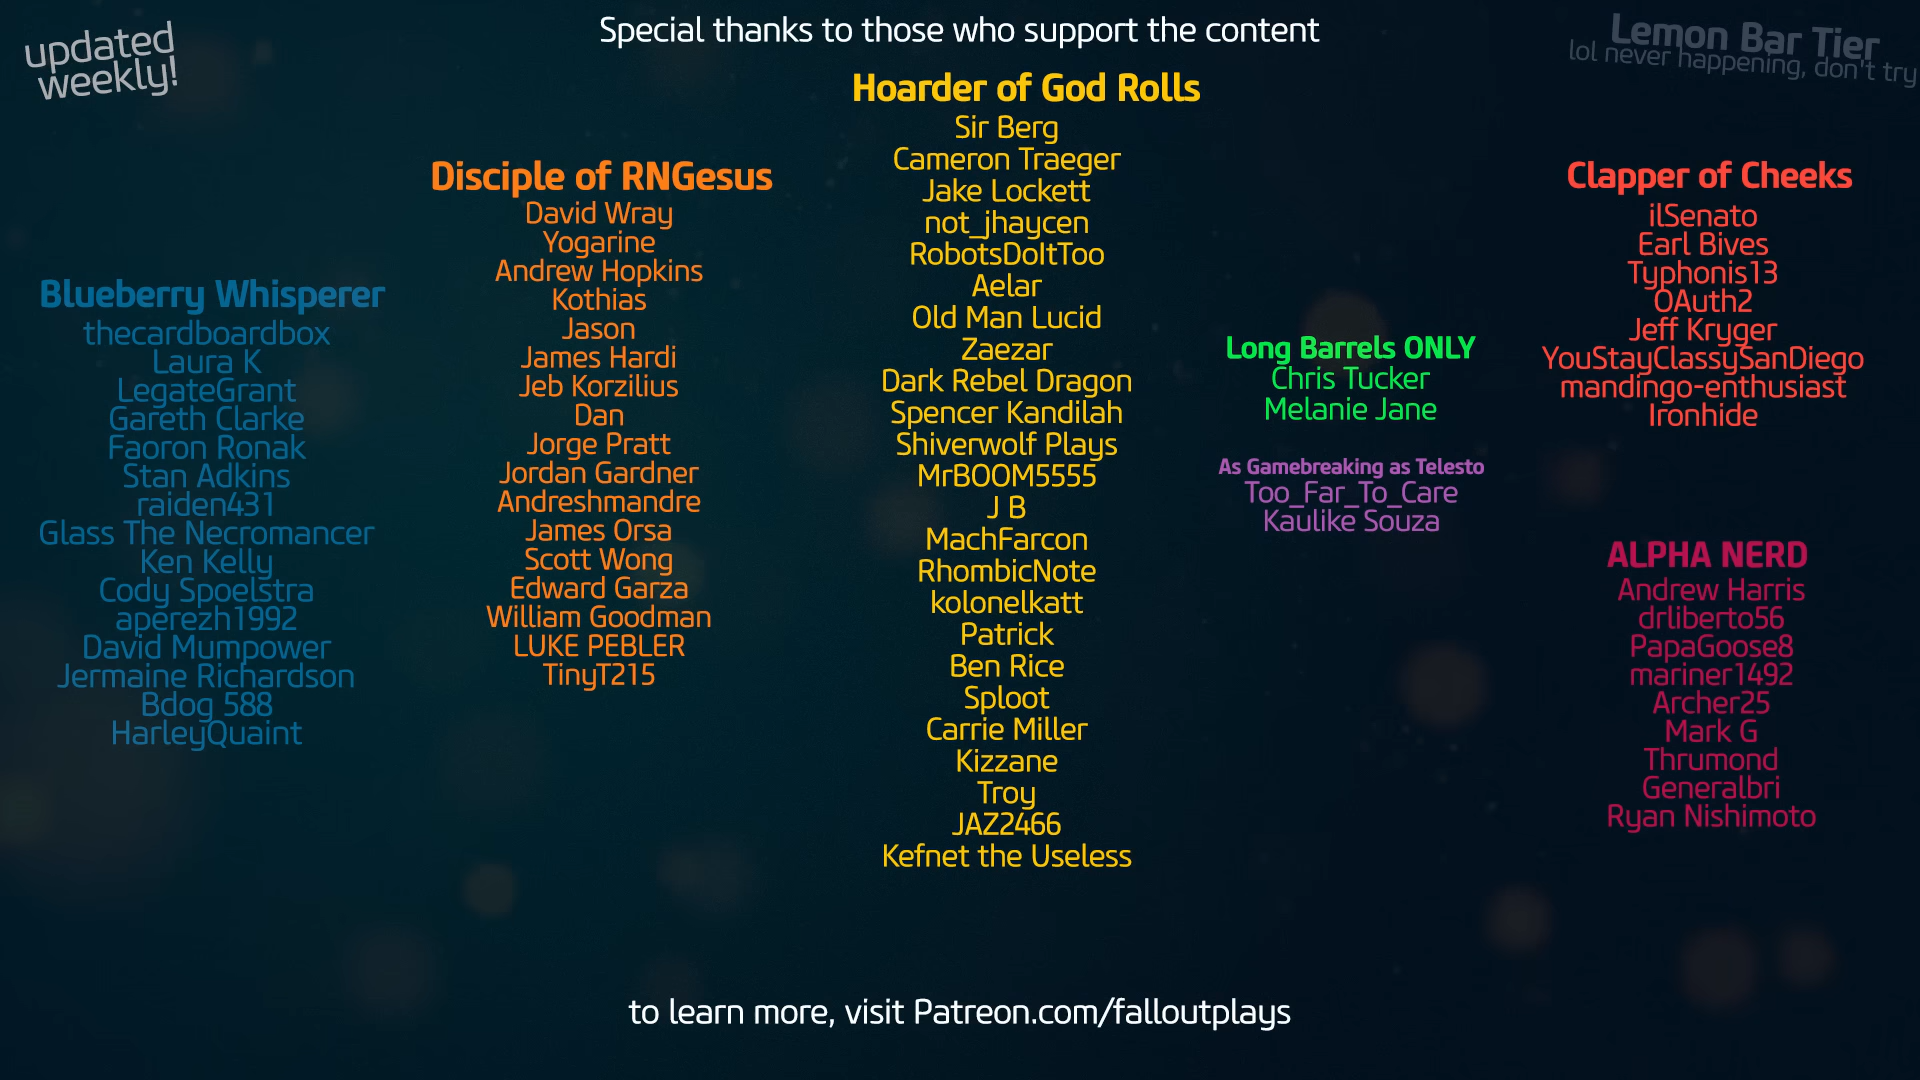 updated
weekly!
Special thanks to those who support the content
Lemon Bar Tier
lol never happening, don't try
Blueberry Whisperer
thecardboardbox
Laura K
LegateGrant
Gareth Clarke
Faoron Ronak
Stan Adkins
raiden431
Glass The Necromancer
Ken Kelly
Cody Spoelstra
aperezh1992
David Mumpower
Jermaine Richardson
Bdog 588
HarleyQuaint
Disciple of RNGesus
David Wray
Yogarine
Andrew Hopkins
Kothias
Jason
James Hardi
Jeb Korzilius
Dan
Jorge Pratt
Jordan Gardner
Andreshmandre
James Orsa
Scott Wong
Edward Garza
William Goodman
LUKE PEBLER
TinyT215
Hoarder of God Rolls
Sir Berg
Cameron Traeger
Jake Lockett
not_jhaycen
RobotsDoItToo
Aelar
Old Man Lucid
Zaezar
Dark Rebel Dragon
Spencer Kandilah
Shiverwolf Plays
MrBOOM5555
J B
MachFarcon
RhombicNote
kolonelkatt
Patrick
Ben Rice
Sploot
Carrie Miller
Kizzane
Troy
JAZ2466
Kefnet the Useless
Long Barrels ONLY
Chris Tucker
Melanie Jane
As Gamebreaking as Telesto
Too_Far_To_Care
Kaulike Souza
Clapper of Cheeks
ilSenato
Earl Bives
Typhonis13
OAuth2
Jeff Kryger
YouStayClassySanDiego
mandingo-enthusiast
Ironhide
ALPHA NERD
Andrew Harris
drliberto56
PapaGoose8
mariner1492
Archer25
Mark G
Thrumond
Generalbri
Ryan Nishimoto
to learn more, visit Patreon.com/falloutplays